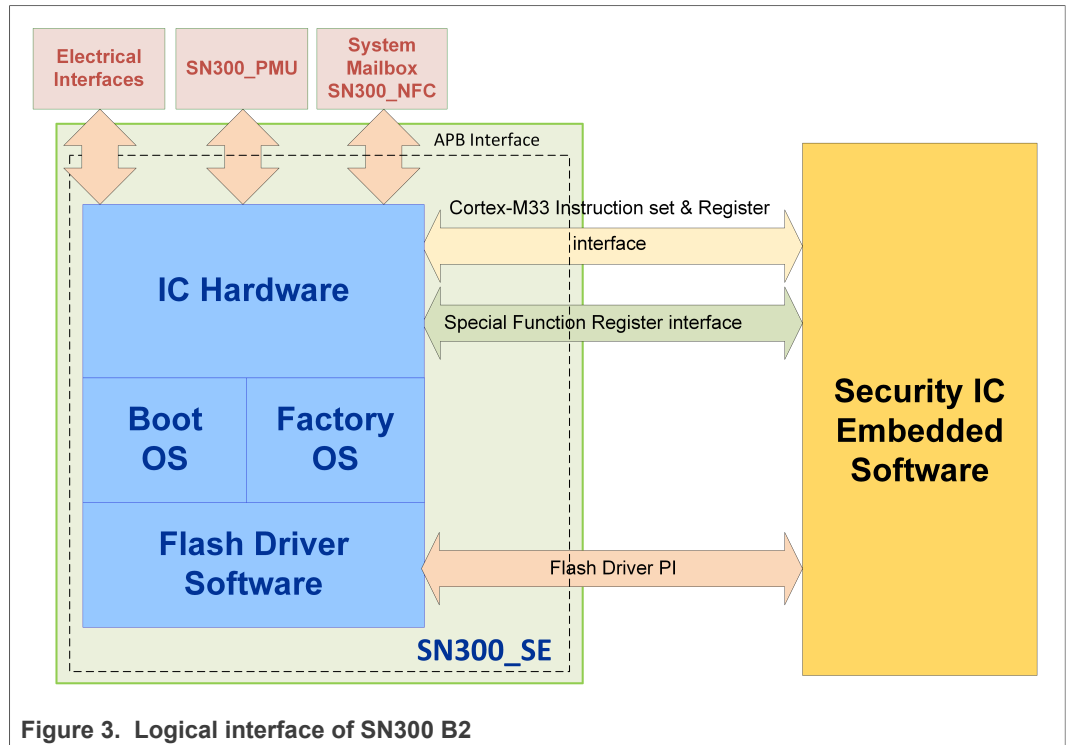 Electrical
Interfaces
SN300_PMU
System
Mailbox
SN300_NFC
APB Interface
Cortex-M33 Instruction set & Register
interface
IC Hardware
Special Function Register interface
Boot
OS
Factory
OS
Security IC
Embedded
Software
Flash Driver
Software
Flash Driver PI
SN300_SE
Figure 3. Logical interface of SN300 B2